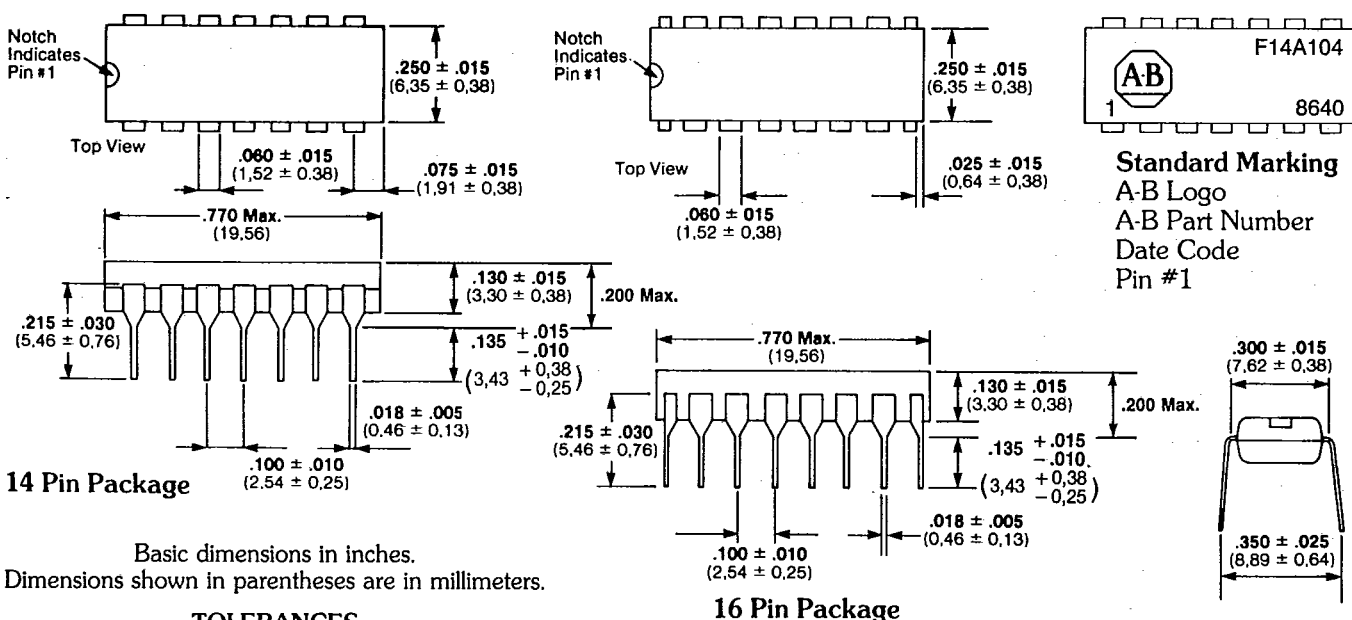 Notch
Indicates
Pin #1
Top View
.250 ± .015
(6,35 ± 0,38)
.060 ± .015
(1,52 ± 0.38)
.075 ± .015
(1,91 ± 0,38)
.770 Max.
(19,56)
.130 ± .015
(3,30 ± 0,38)
.200 Max.
.215 ± .030
(5,46 ± 0,76)
.135 + .015
– .010
(3,43 + 0,38
– 0,25)
.018 ± .005
(0,46 ± 0,13)
.100 ± .010
(2,54 ± 0,25)
14 Pin Package
Basic dimensions in inches.
Dimensions shown in parentheses are in millimeters.
TOLERANCES
Notch
Indicates.
Pin #1
Top View
.250 ± .015
(6,35 ± 0,38)
.025 ± .015
(0,64 ± 0,38)
.060 ± 015
(1,52 ± 0,38)
.770 Max.
(19,56)
.130 ± .015
(3,30 ± 0,38)
.200 Max.
.215 ± .030
(5,46 ± 0,76)
.135 + .015
– .010
(3,43 + 0,38
– 0,25)
.018 ± .005
(0,46 ± 0,13)
.100 ± .010
(2,54 ± 0,25)
16 Pin Package
F14A104
A·B
1 8640
Standard Marking
A-B Logo
A-B Part Number
Date Code
Pin #1
.300 ± .015
(7,62 ± 0,38)
.350 ± .025
(8,89 ± 0,64)